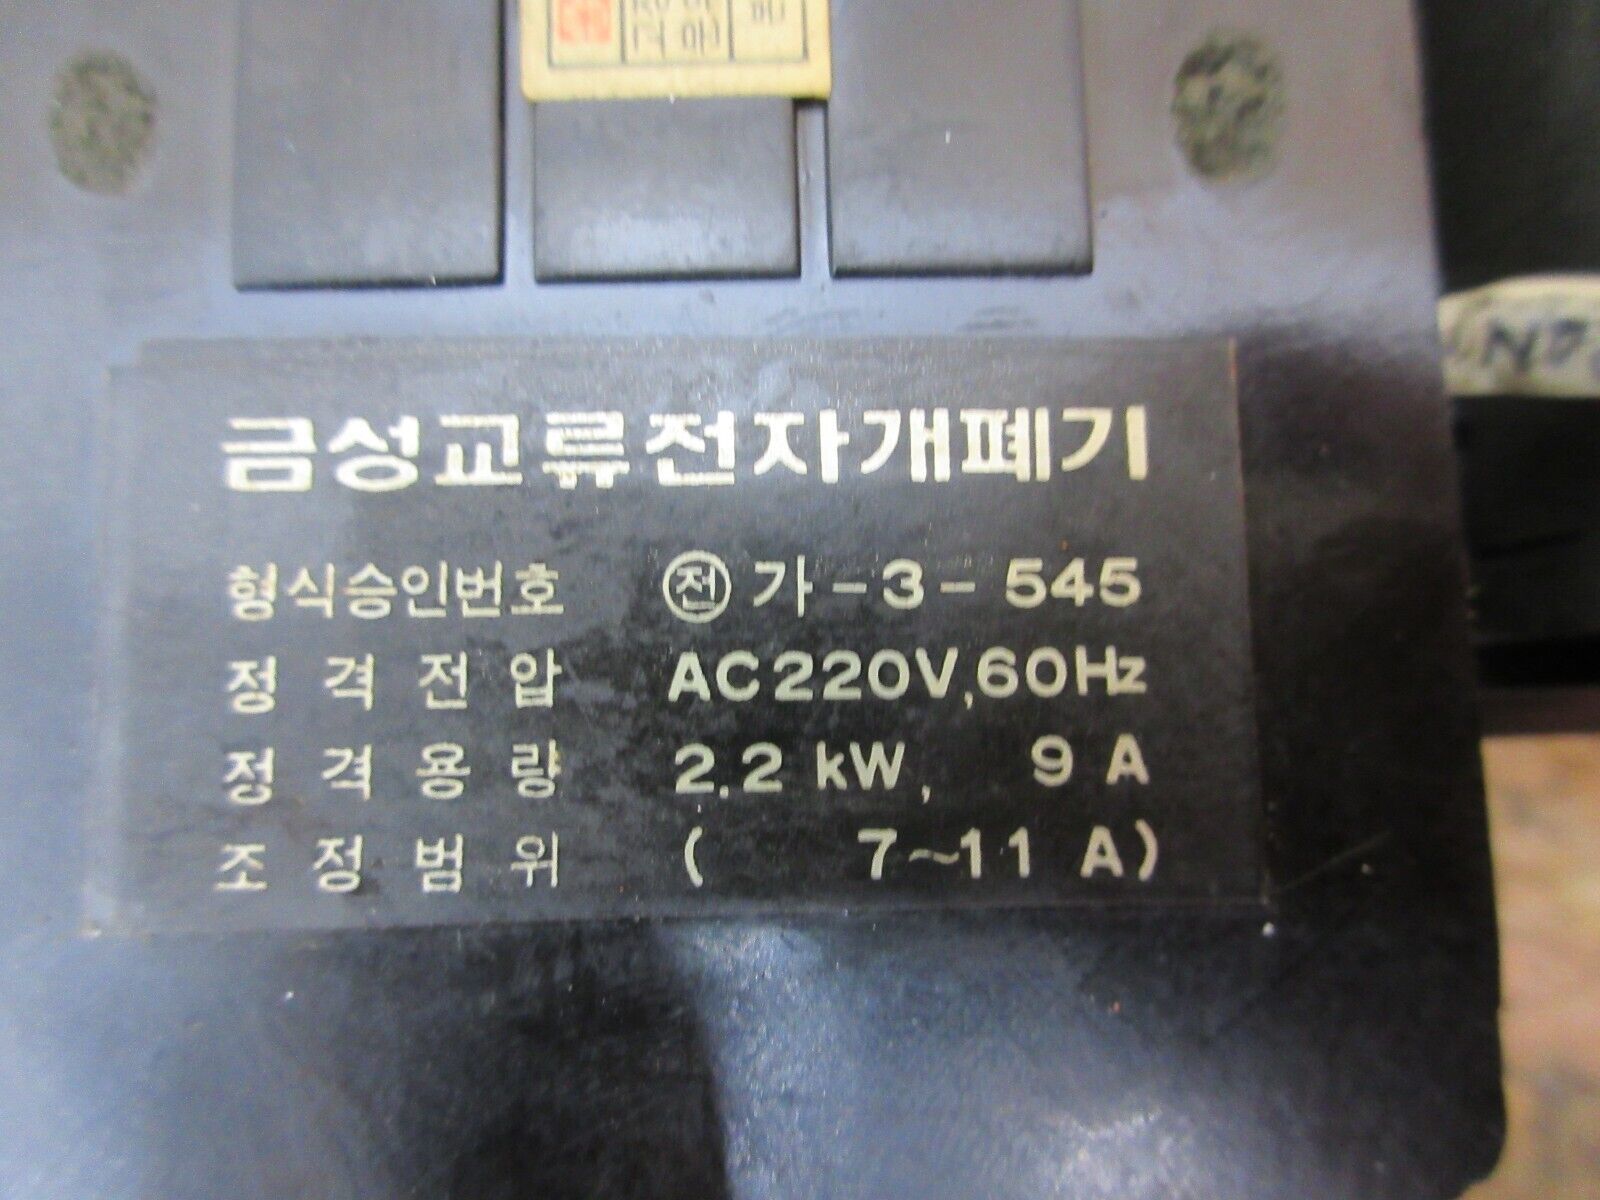 금성교류전자개폐기
형식승인번호 ㉠전 가-3-545
정격전압 AC220V,60Hz
정격용량 2.2 kW, 9 A
조정범위 ( 7~11 A)